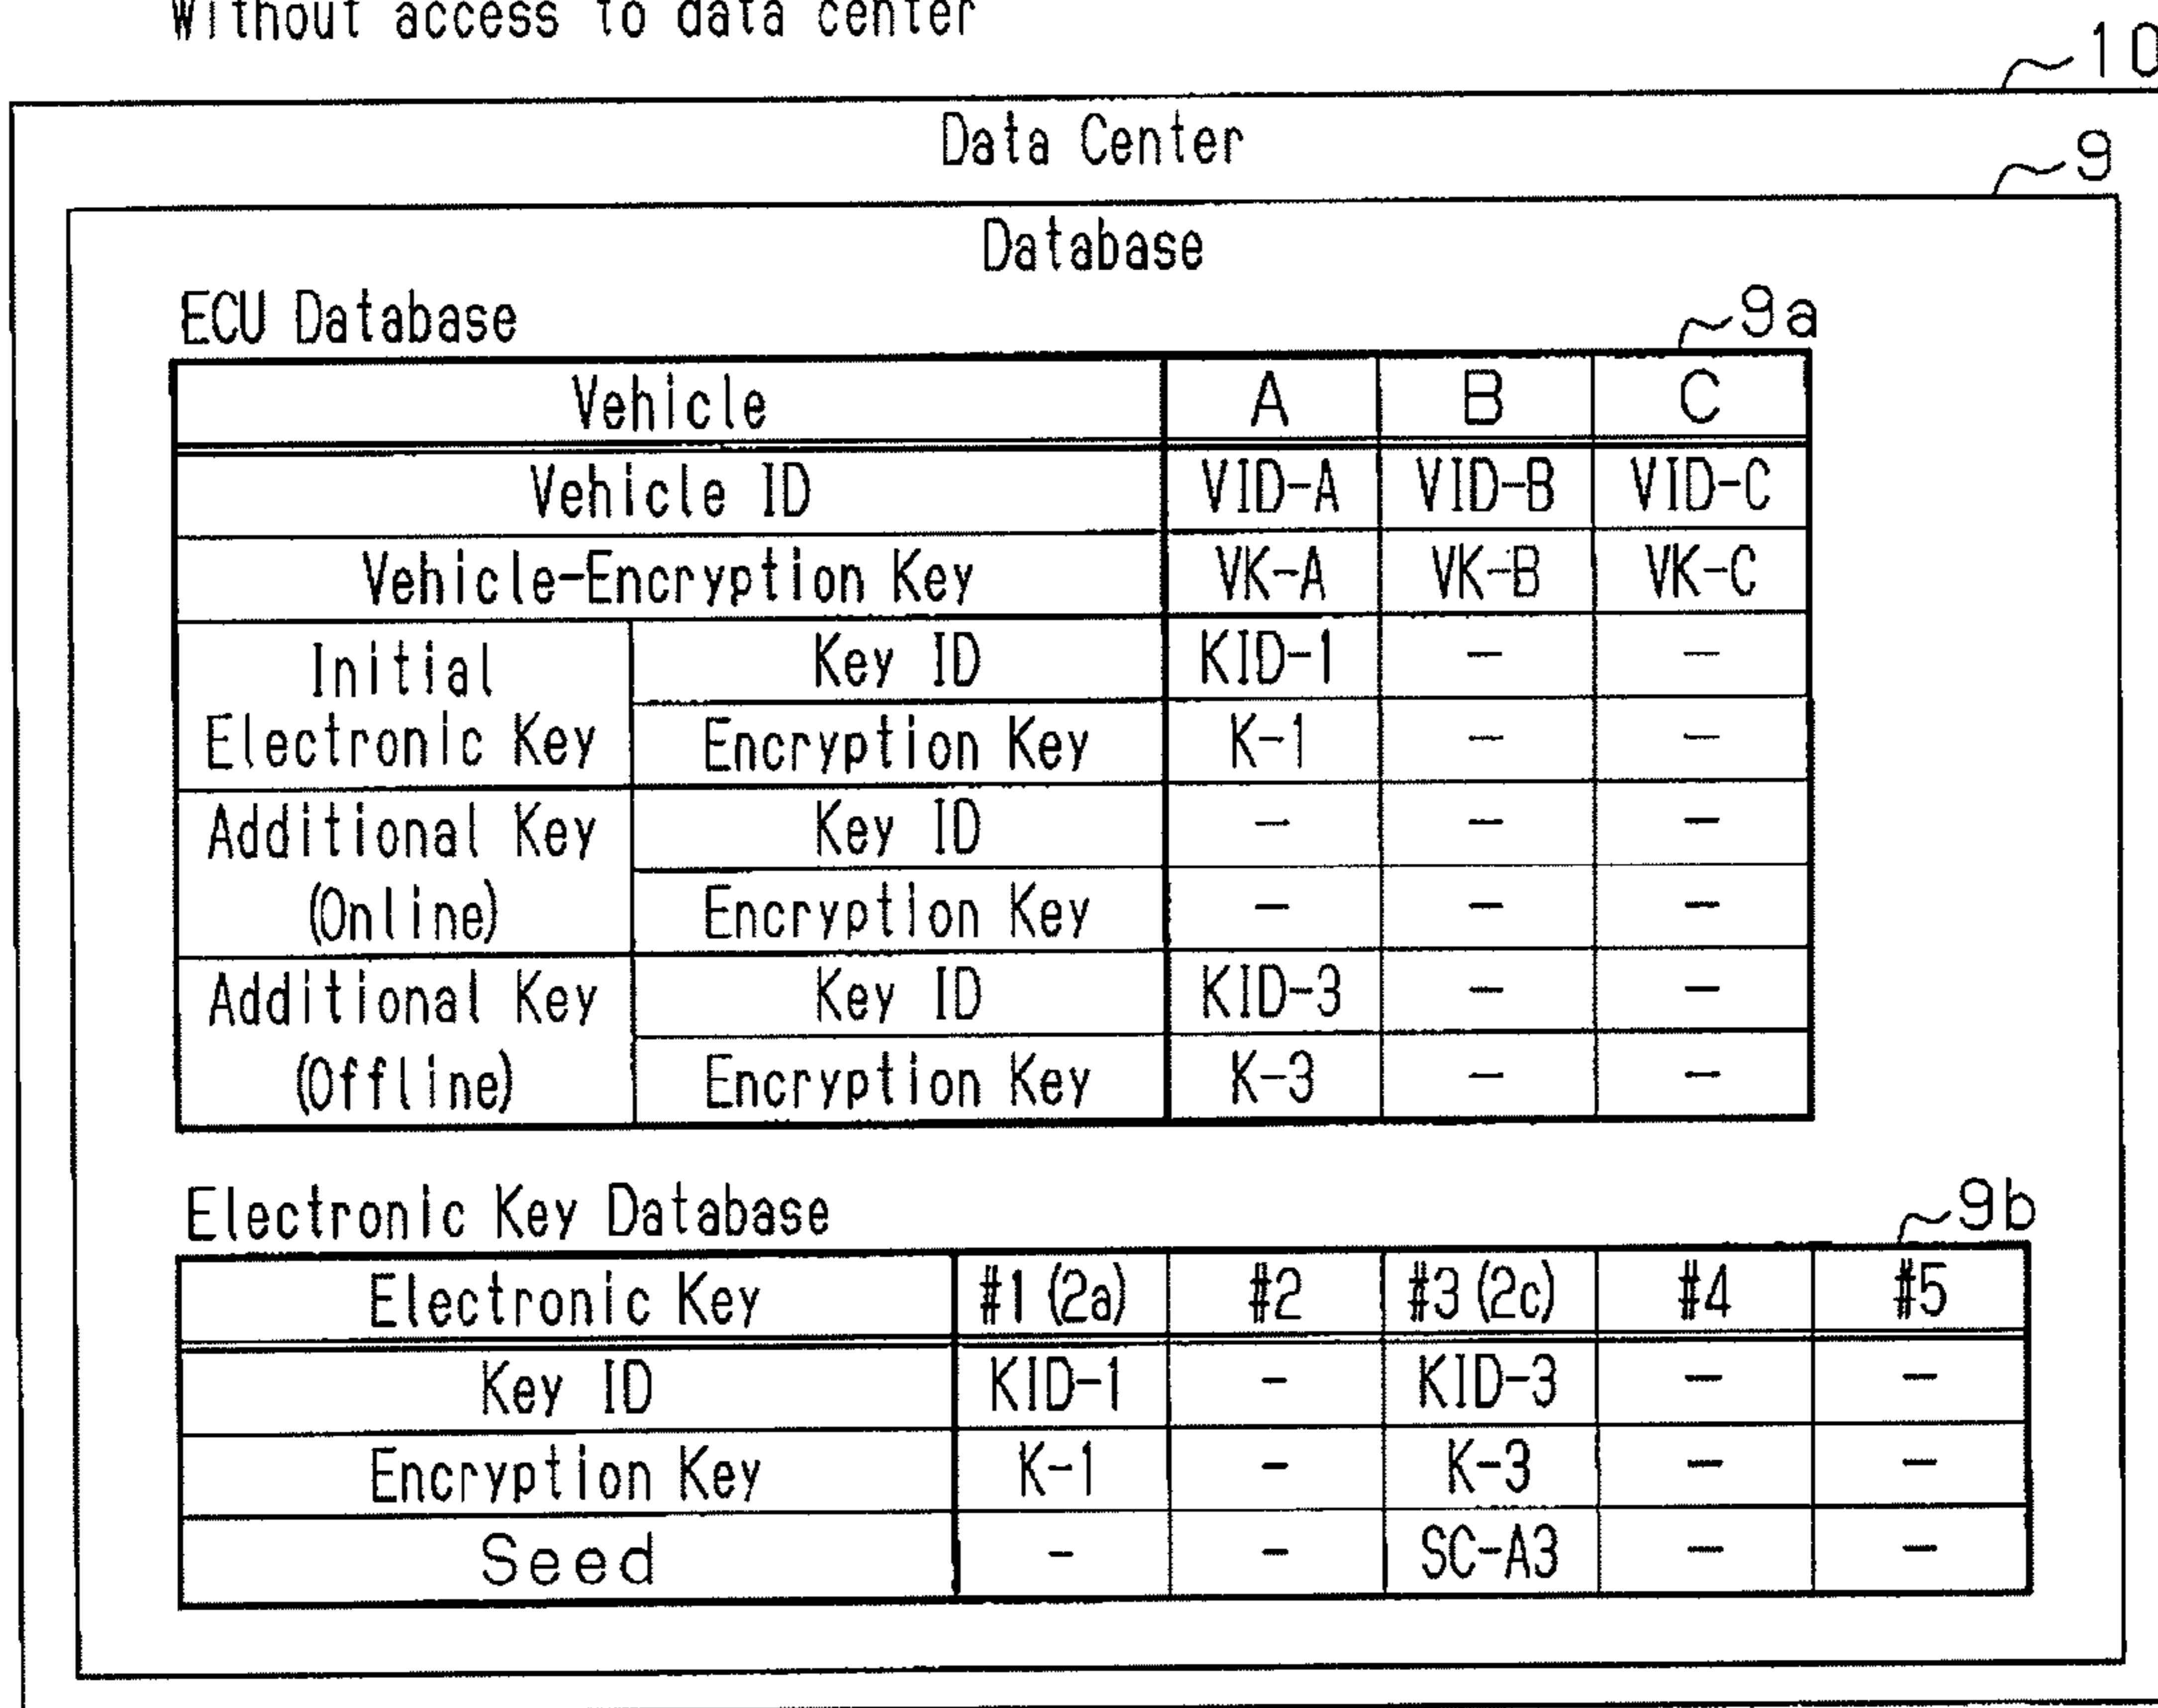 Without access to data center
10
Data Center
9
Database
ECU Database 9a
Vehicle A B C
Vehicle ID VID-A VID-B VID-C
Vehicle-Encryption Key VK-A VK-B VK-C
Initial Electronic Key Key ID KID-1 - -
Encryption Key K-1 - -
Additional Key (Online) Key ID - - -
Encryption Key - - -
Additional Key (Offline) Key ID KID-3 - -
Encryption Key K-3 - -
Electronic Key Database 9b
Electronic Key #1 (2a) #2 #3 (2c) #4 #5
Key ID KID-1 - KID-3 - -
Encryption Key K-1 - K-3 - -
Seed - - SC-A3 - -